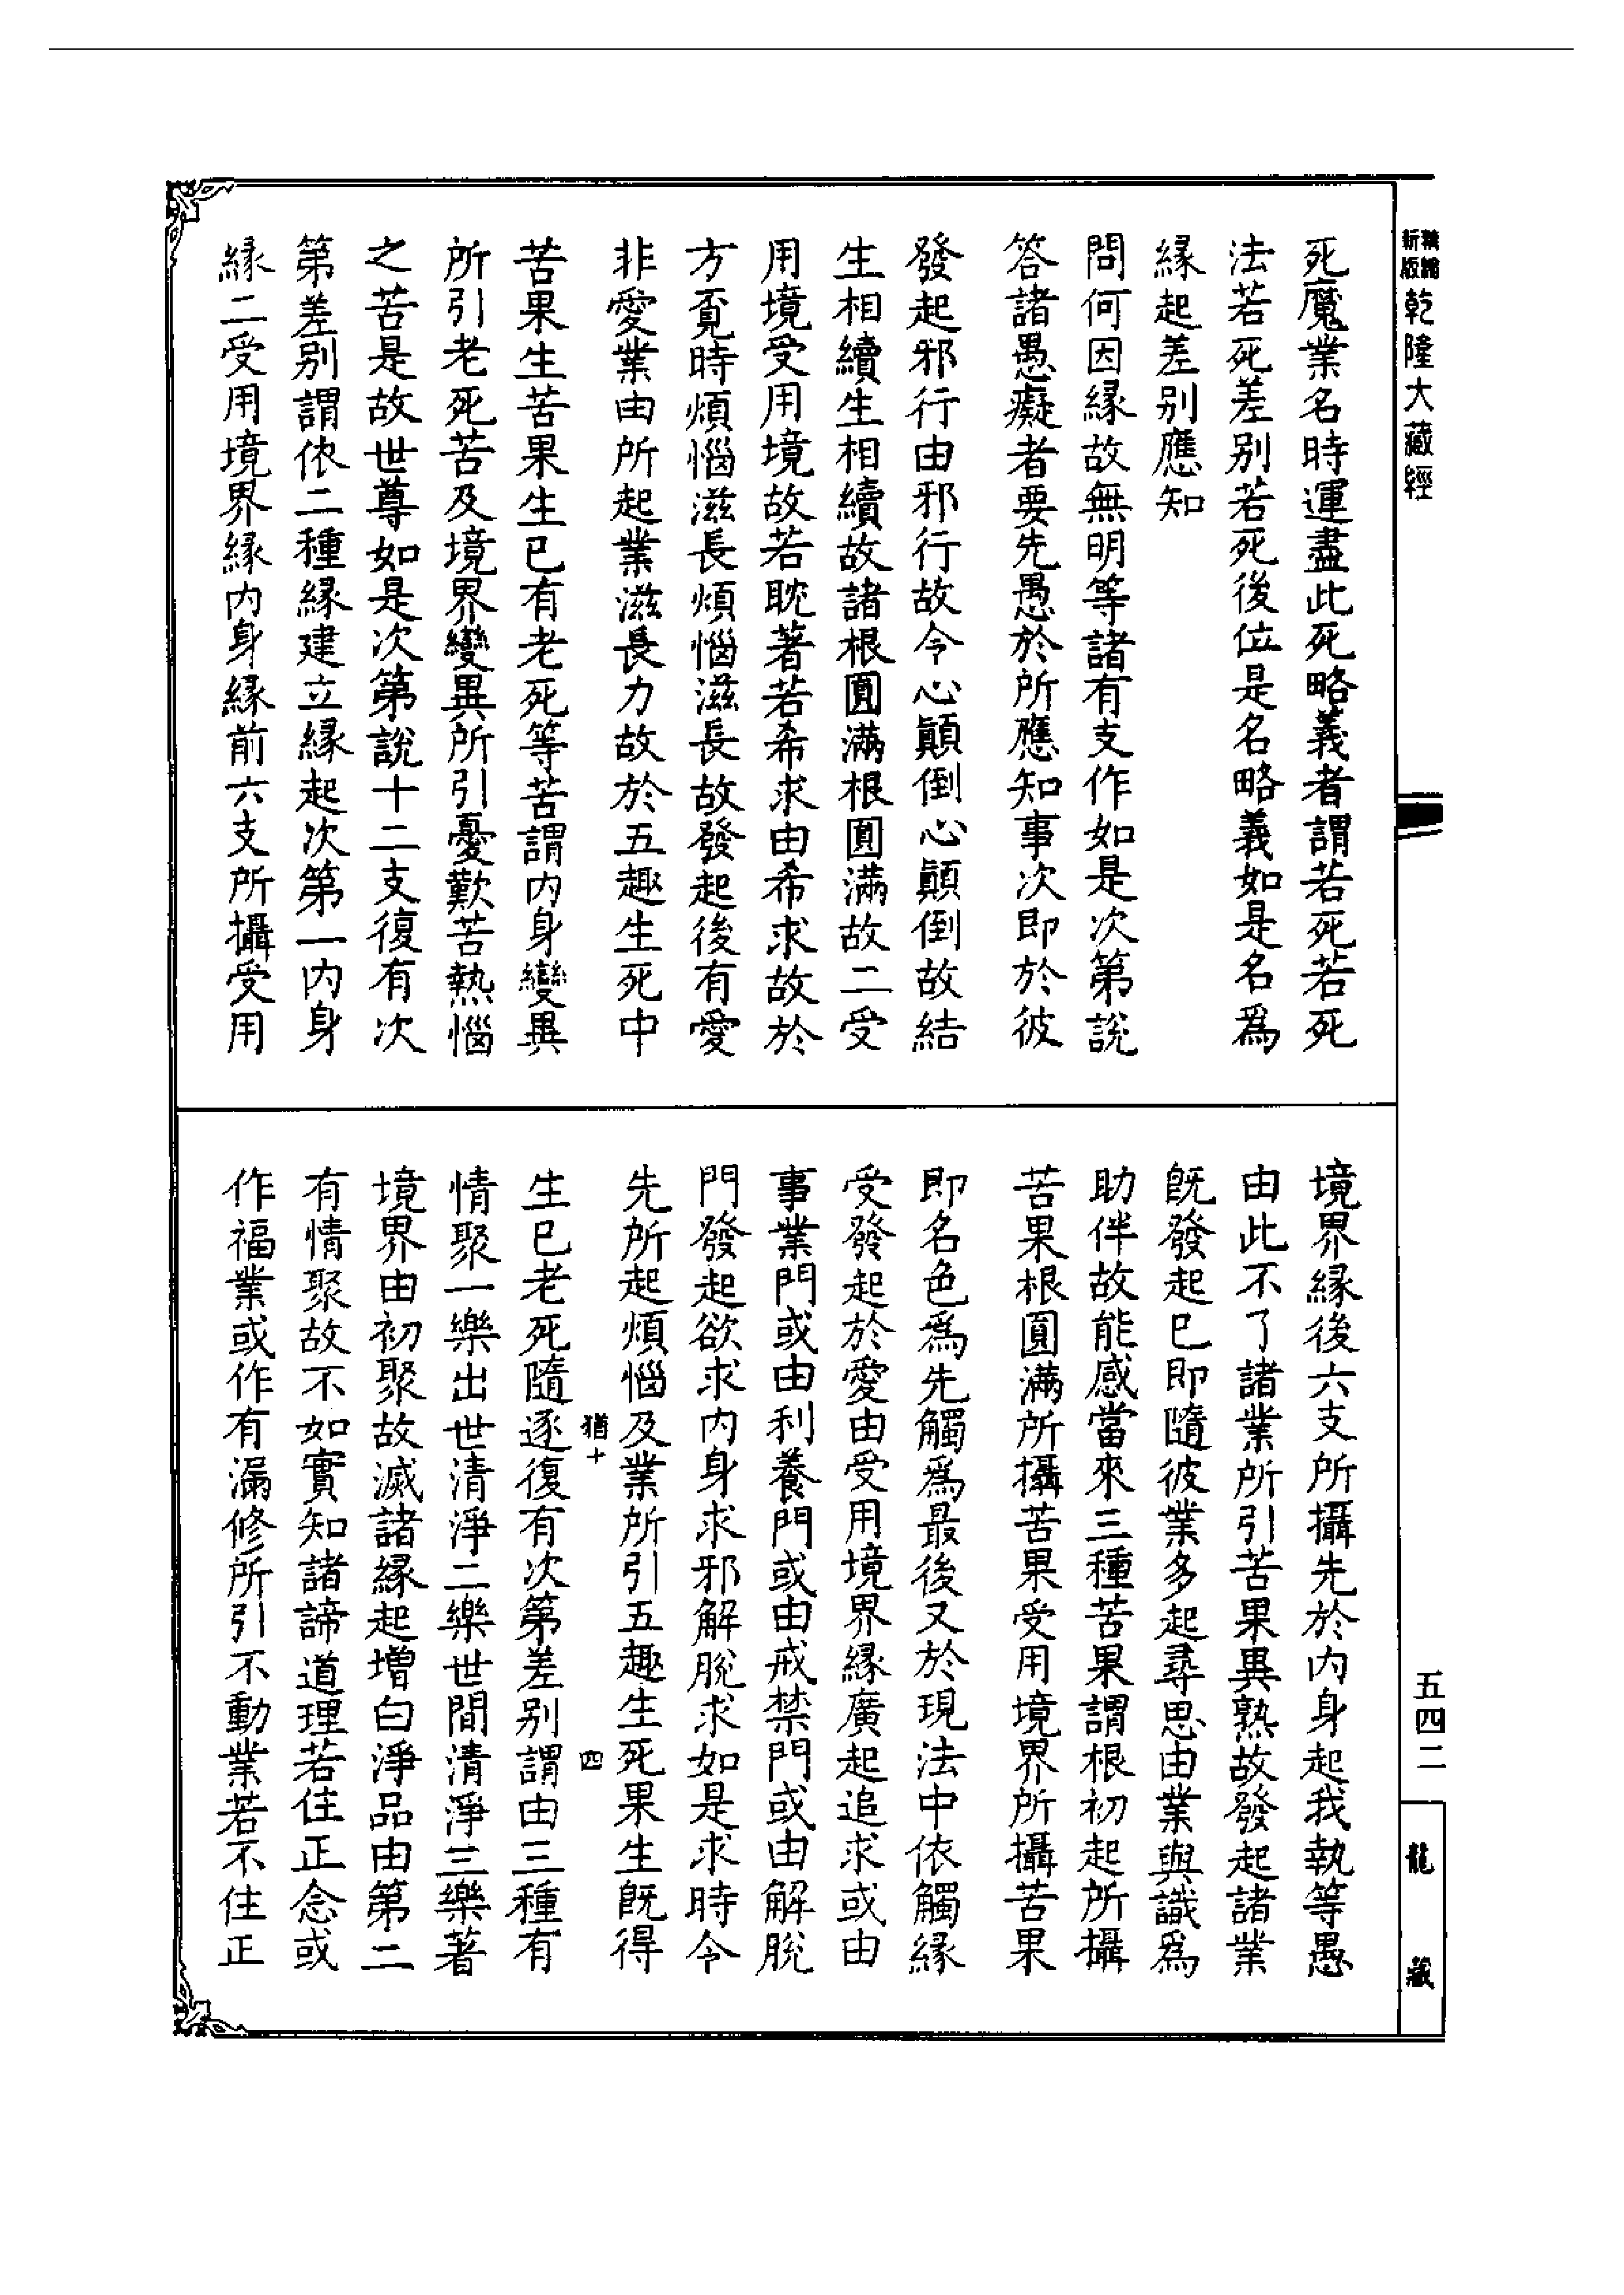 新版
精縮
乾隆大藏經
死魔業名時運盡此死略義者謂若死若死
法若死差別若死後位是名略義如是名為
緣起差別應知
問何因緣故無明等諸有支作如是次第說
答諸愚癡者要先愚於所應知事次即於彼
發起邪行由邪行故令心顛倒心顛倒故結
生相續生相續故諸根圓滿根圓滿故二受
用境受用境故若耽著若希求由希求故於
方覓時煩惱滋長煩惱滋長故發起後有愛
非愛業由所起業滋長力故於五趣生死中
苦果生苦果生已有老死等苦謂內身變異
所引老死苦及境界變異所引憂歎苦熱惱
之苦是故世尊如是次第說十二支復有次
第差別謂依二種緣建立緣起次第一內身
緣二受用境界緣內身緣前六支所攝受用
境界緣後六支所攝先於內身起我執等愚
由此不了諸業所引苦果異熟故發起諸業
既發起已即隨彼業多起尋思由業與識為
助伴故能感當來三種苦果謂根初起所攝
苦果根圓滿所攝苦果受用境界所攝苦果
即名色為先觸為最後又於現法中依觸緣
受發起於愛由受用境界緣廣起追求或由
事業門或由利養門或由戒禁門或由解脫
門發起欲求內身求邪解脫求如是求時令
先所起煩惱及業所引五趣生死果生既得
猶十
四
生已老死隨逐復有次第差別謂由三種有
情聚一樂出世清淨二樂世間清淨三樂著
境界由初聚故滅諸緣起增白淨品由第二
有情聚故不如實知諸諦道理若住正念或
作福業或作有漏修所引不動業若不住正
五四二
龍
藏